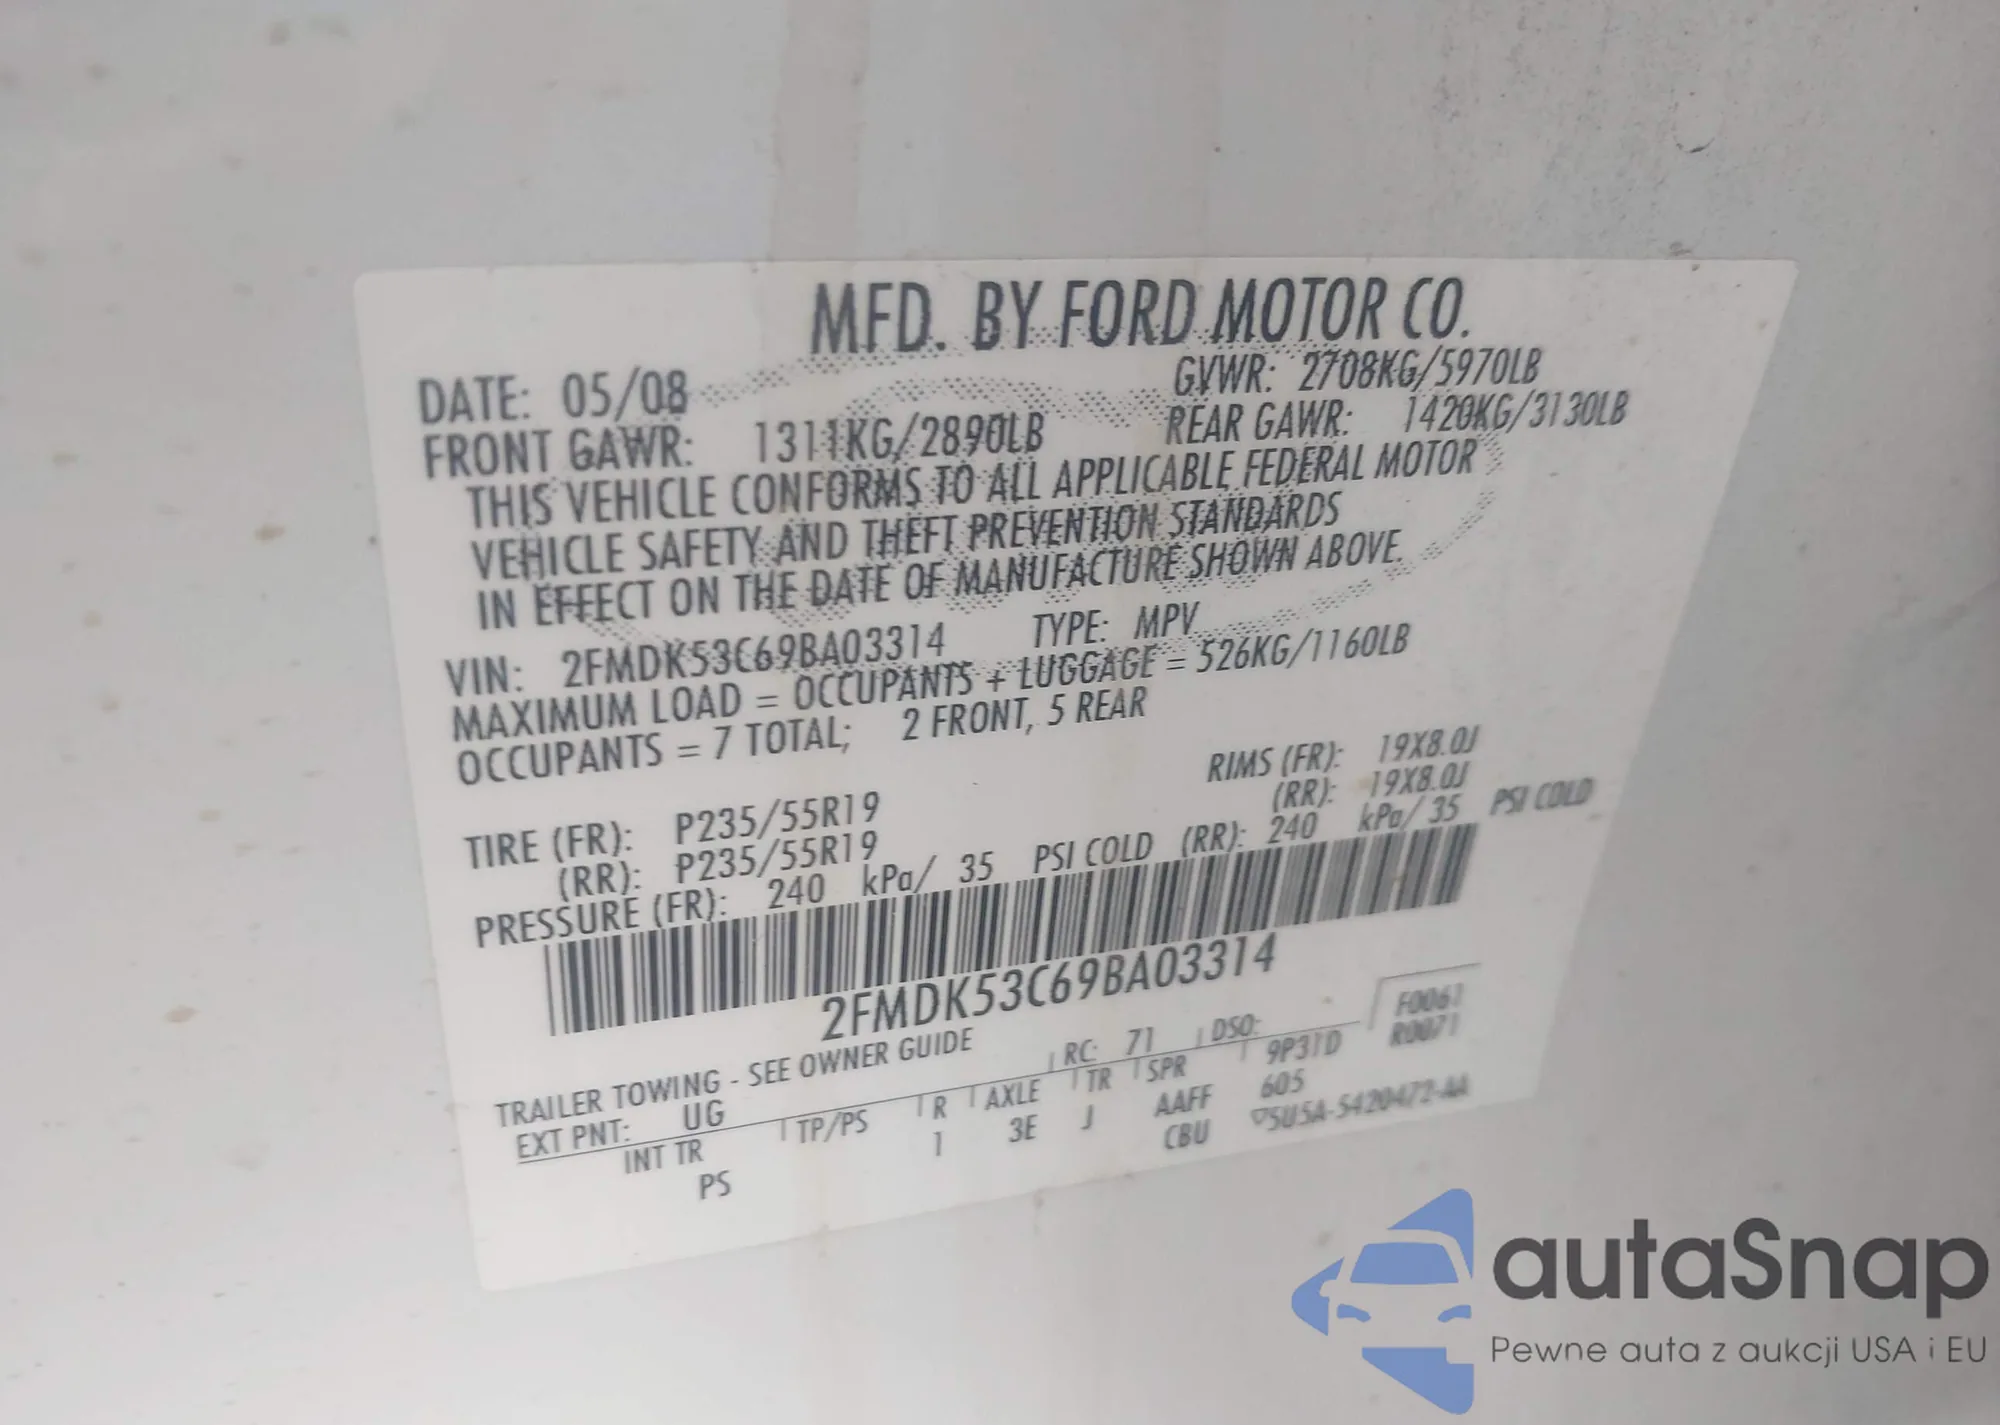 MFD. BY FORD MOTOR CO.
DATE: 05/08 GVWR: 2708KG/5970LB
FRONT GAWR: 1311KG/2890LB REAR GAWR: 1420KG/3130LB
THIS VEHICLE CONFORMS TO ALL APPLICABLE FEDERAL MOTOR
VEHICLE SAFETY AND THEFT PREVENTION STANDARDS
IN EFFECT ON THE DATE OF MANUFACTURE SHOWN ABOVE.
VIN: 2FMDK53C69BA03314 TYPE: MPV
MAXIMUM LOAD = OCCUPANTS + LUGGAGE = 526KG/1160LB
OCCUPANTS = 7 TOTAL; 2 FRONT, 5 REAR
TIRE (FR): P235/55R19 RIMS (FR): 19X8.0J
(RR): P235/55R19 (RR): 19X8.0J
PRESSURE (FR): 240 kPa/ 35 PSI COLD (RR): 240 kPa/ 35 PSI COLD
2FMDK53C69BA03314
F0061
R0071
TRAILER TOWING - SEE OWNER GUIDE
EXT PNT: UG RC: 71 DSO: 9P31D
INT TR TP/PS R AXLE TR SPR 605
PS 1 3E J AAFF
CBU 5U5A-5420472-AA
autaSnap
Pewne auta z aukcji USA i EU